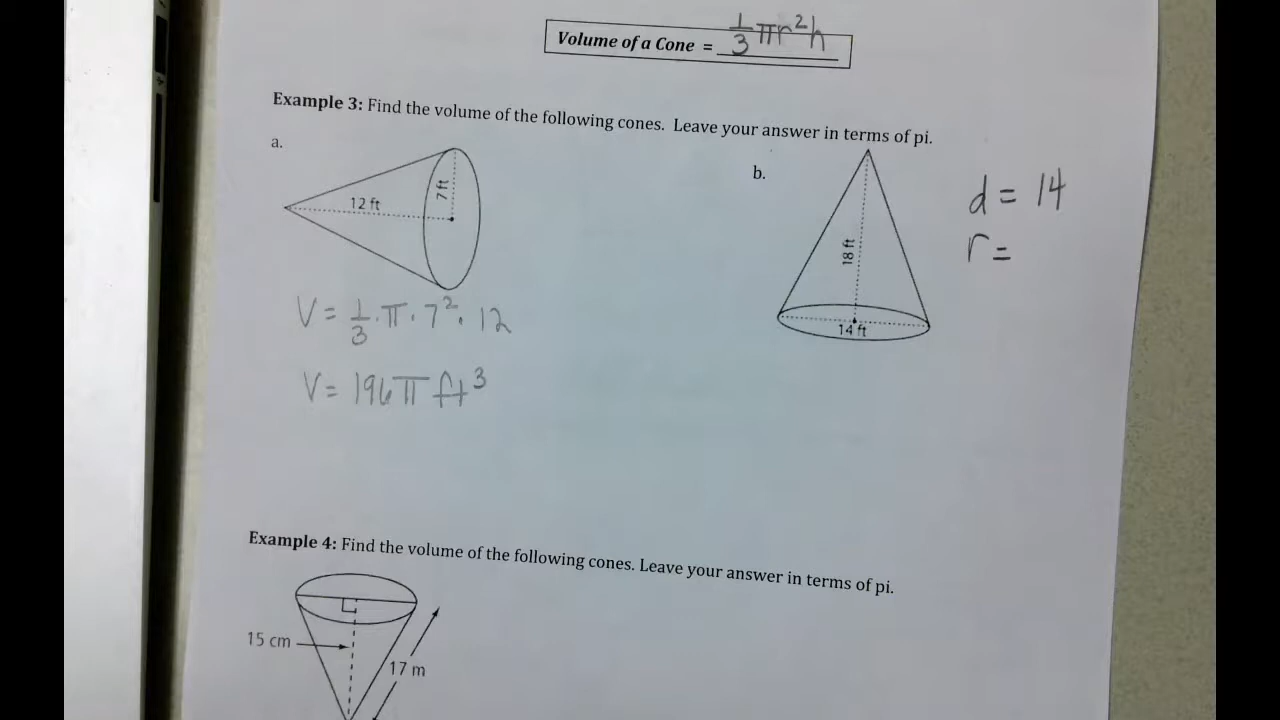 Volume of a Cone = 1/3 πr²h
Example 3: Find the volume of the following cones. Leave your answer in terms of pi.
a.
12 ft
7 ft
V = 1/3 · π · 7² · 12
V = 196π ft³
b.
18 ft
14 ft
d = 14
r =
Example 4: Find the volume of the following cones. Leave your answer in terms of pi.
15 cm
17 m